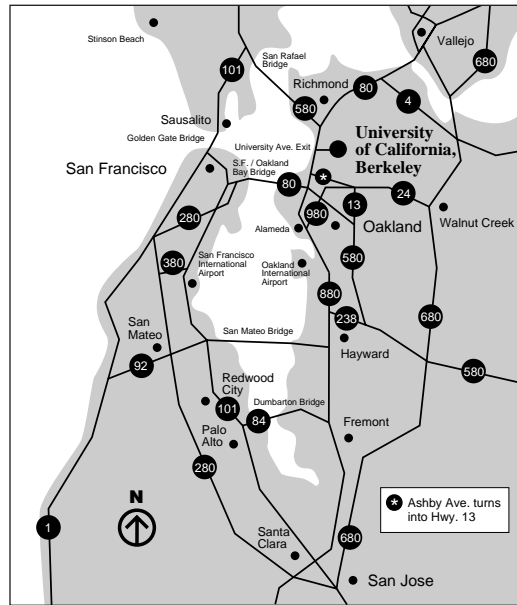 Stinson Beach
Vallejo
680
San Rafael
Bridge
101
Richmond
80
580
4
Sausalito
Golden Gate Bridge
University Ave. Exit
University
of California,
Berkeley
San Francisco
S.F. / Oakland
Bay Bridge
80
*
24
13
280
980
Alameda
Oakland
Walnut Creek
380
San Francisco
International
Airport
Oakland
International
Airport
580
880
238
680
San
Mateo
San Mateo Bridge
Hayward
92
580
Redwood
City
Dumbarton Bridge
101
84
Palo
Alto
Fremont
280
N
* Ashby Ave. turns
into Hwy. 13
1
Santa
Clara
680
San Jose